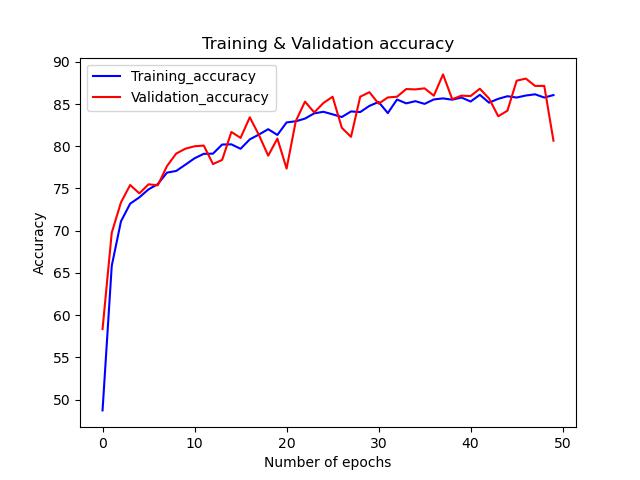 Training & Validation accuracy
Training_accuracy
Validation_accuracy
Accuracy
90
85
80
75
70
65
60
55
50
0 10 20 30 40 50
Number of epochs